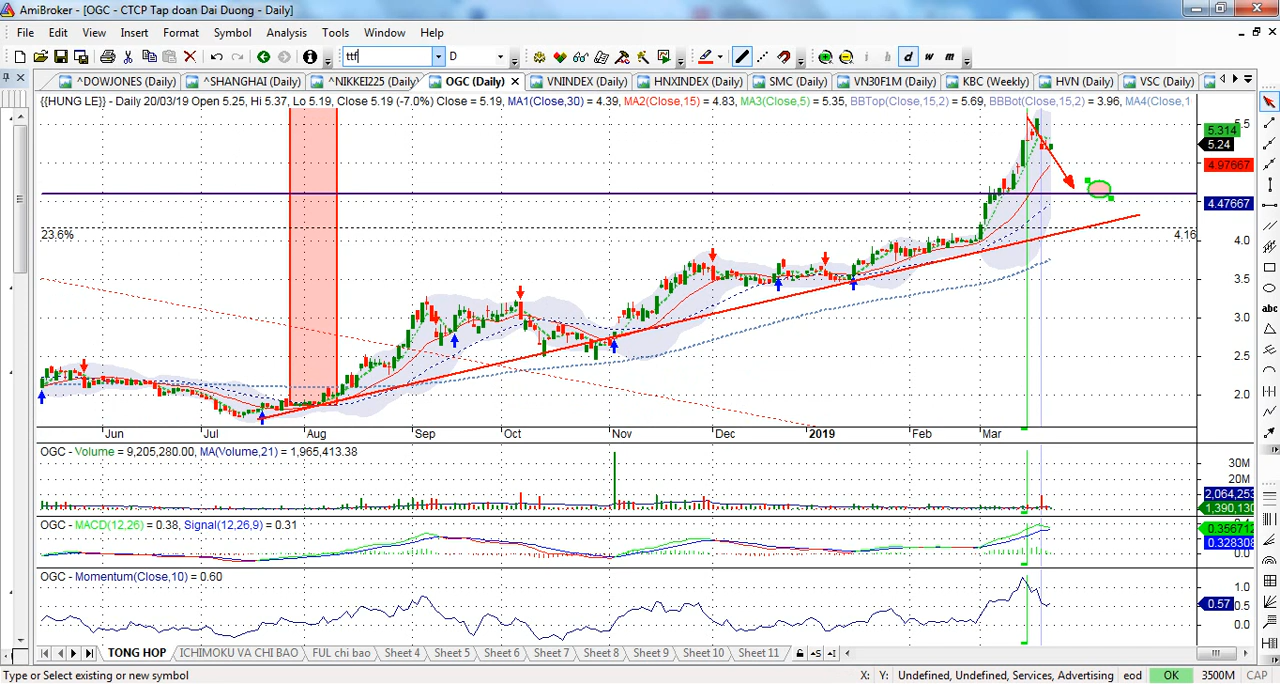 AmiBroker - [OGC - CTCP Tap doan Dai Duong - Daily]
File Edit View Insert Format Symbol Analysis Tools Window Help
ttf D i d w m
^DOWJONES (Daily) ^SHANGHAI (Daily) ^NIKKEI225 (Daily) OGC (Daily) VNINDEX (Daily) HNXINDEX (Daily) SMC (Daily) VN30F1M (Daily) KBC (Weekly) HVN (Daily) VSC (Daily)
{{HUNG LE}} - Daily 20/03/19 Open 5.25, Hi 5.37, Lo 5.19, Close 5.19 (-7.0%) Close = 5.19, MA1(Close,30) = 4.39, MA2(Close,15) = 4.83, MA3(Close,5) = 5.35, BBTop(Close,15,2) = 5.69, BBBot(Close,15,2) = 3.96, MA4(Close,1
5.5
5.314
5.24
4.97667
4.47667
23.6%
4.16
4.0
3.5
3.0
2.5
2.0
abc
Jun Jul Aug Sep Oct Nov Dec 2019 Feb Mar
OGC - Volume = 9,205,280.00, MA(Volume,21) = 1,965,413.38
30M
20M
2,064,253
1,390,130
OGC - MACD(12,26) = 0.38, Signal(12,26,9) = 0.31
0.356712
0.328308
0.0
OGC - Momentum(Close,10) = 0.60
1.0
0.57
0.5
0.0
TONG HOP ICHIMOKU VA CHI BAO FUll chi bao Sheet 4 Sheet 5 Sheet 6 Sheet 7 Sheet 8 Sheet 9 Sheet 10 Sheet 11
Type or Select existing or new symbol X: Y: Undefined, Undefined, Services, Advertising eod OK 3500M CAP